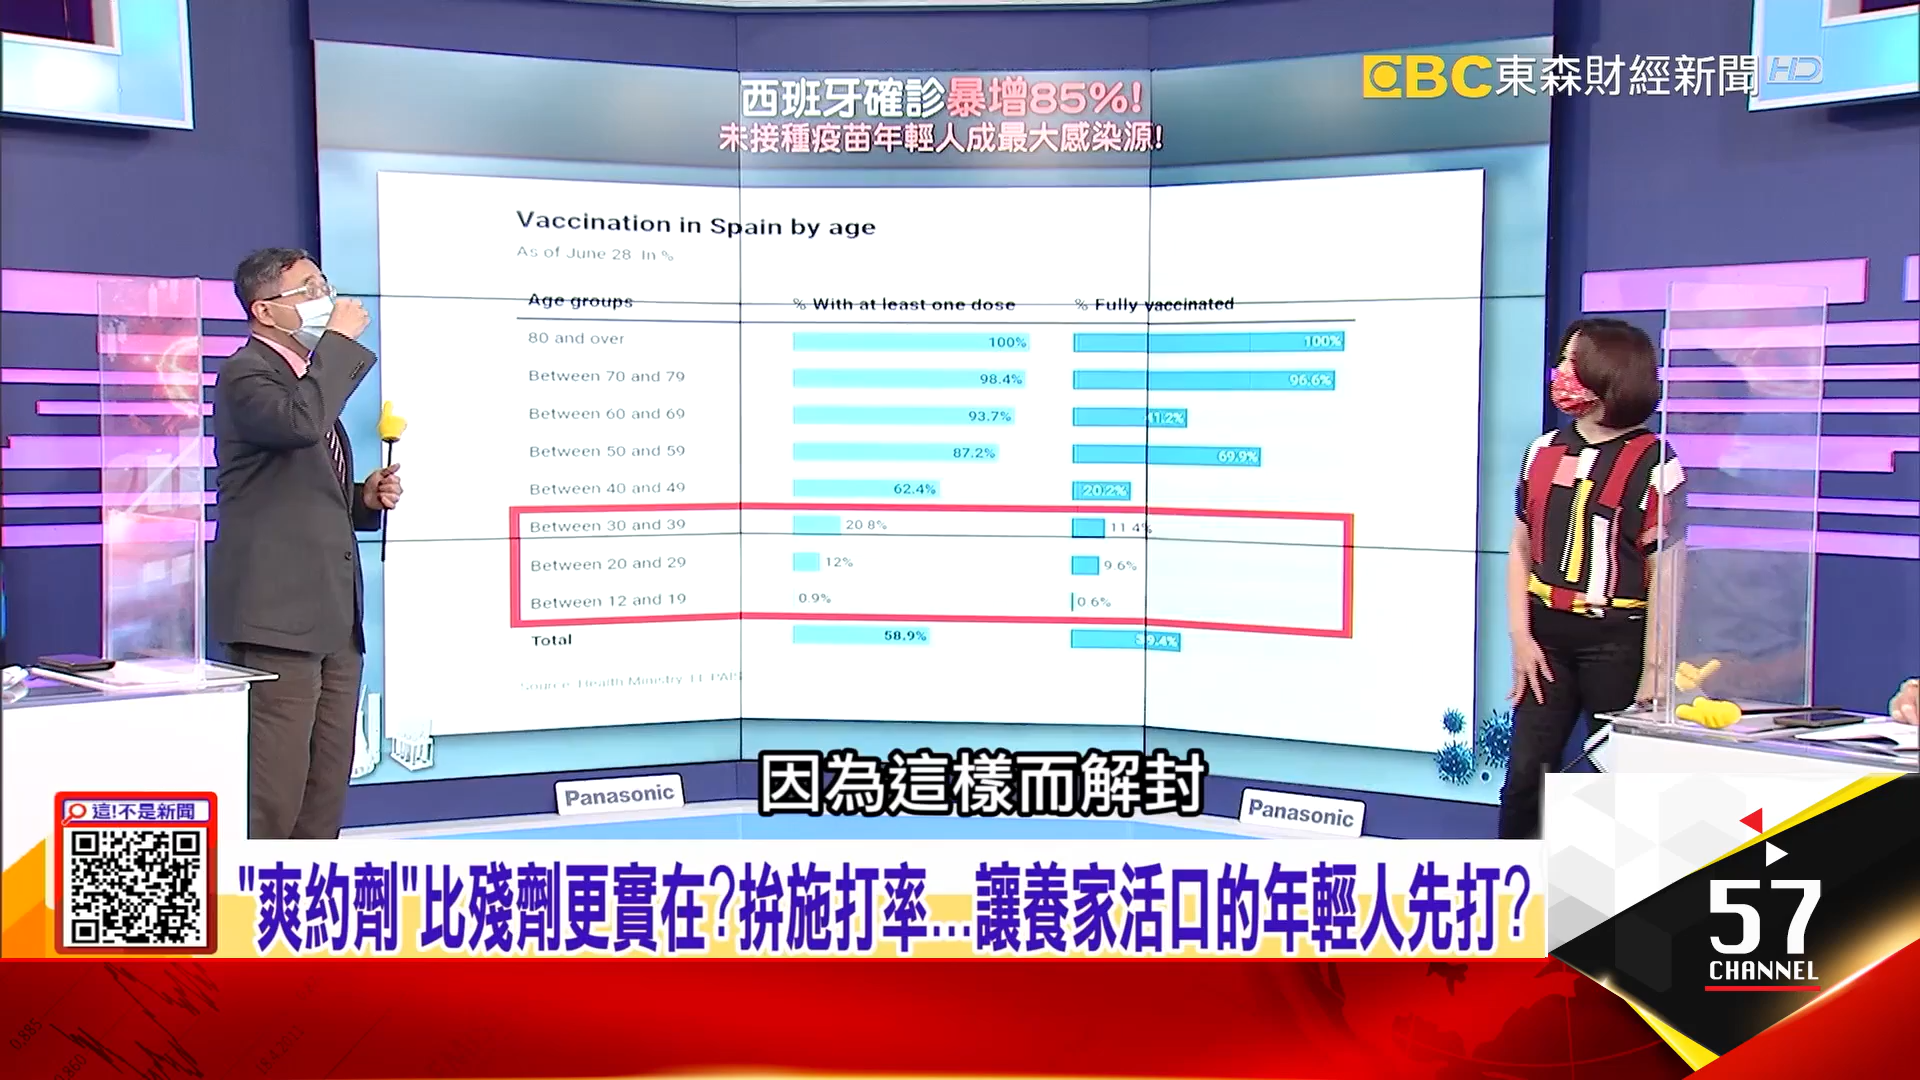 EBC 東森財經新聞 HD
西班牙確診暴增85%!
未接種疫苗年輕人成最大感染源!
Vaccination in Spain by age
As of June 28 In %
Age groups % With at least one dose % Fully vaccinated
80 and over 100% 100%
Between 70 and 79 98.4% 96.6%
Between 60 and 69 93.7% 41.2%
Between 50 and 59 87.2% 69.9%
Between 40 and 49 62.4% 20.2%
Between 30 and 39 20.8% 11.4%
Between 20 and 29 12% 9.6%
Between 12 and 19 0.9% 0.6%
Total 58.9% 39.4%
Source: Health Ministry, EL PAÍS
因為這樣而解封
Panasonic
Panasonic
這!不是新聞
"爽約劑"比殘劑更實在?拚施打率...讓養家活口的年輕人先打?
57
CHANNEL